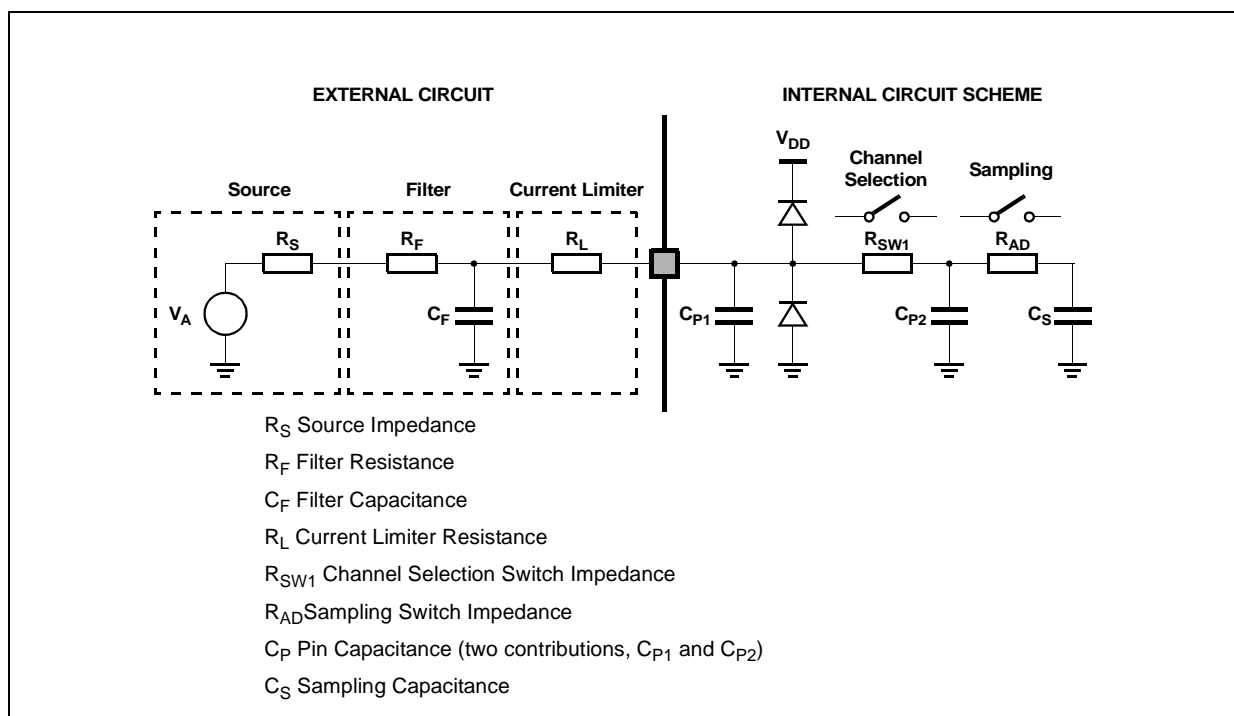 EXTERNAL CIRCUIT
INTERNAL CIRCUIT SCHEME
VDD
Channel
Selection
Sampling
Source
Filter
Current Limiter
RS
RF
RL
RSW1
RAD
VA
CF
CP1
CP2
CS
RS Source Impedance
RF Filter Resistance
CF Filter Capacitance
RL Current Limiter Resistance
RSW1 Channel Selection Switch Impedance
RADSampling Switch Impedance
CP Pin Capacitance (two contributions, CP1 and CP2)
CS Sampling Capacitance